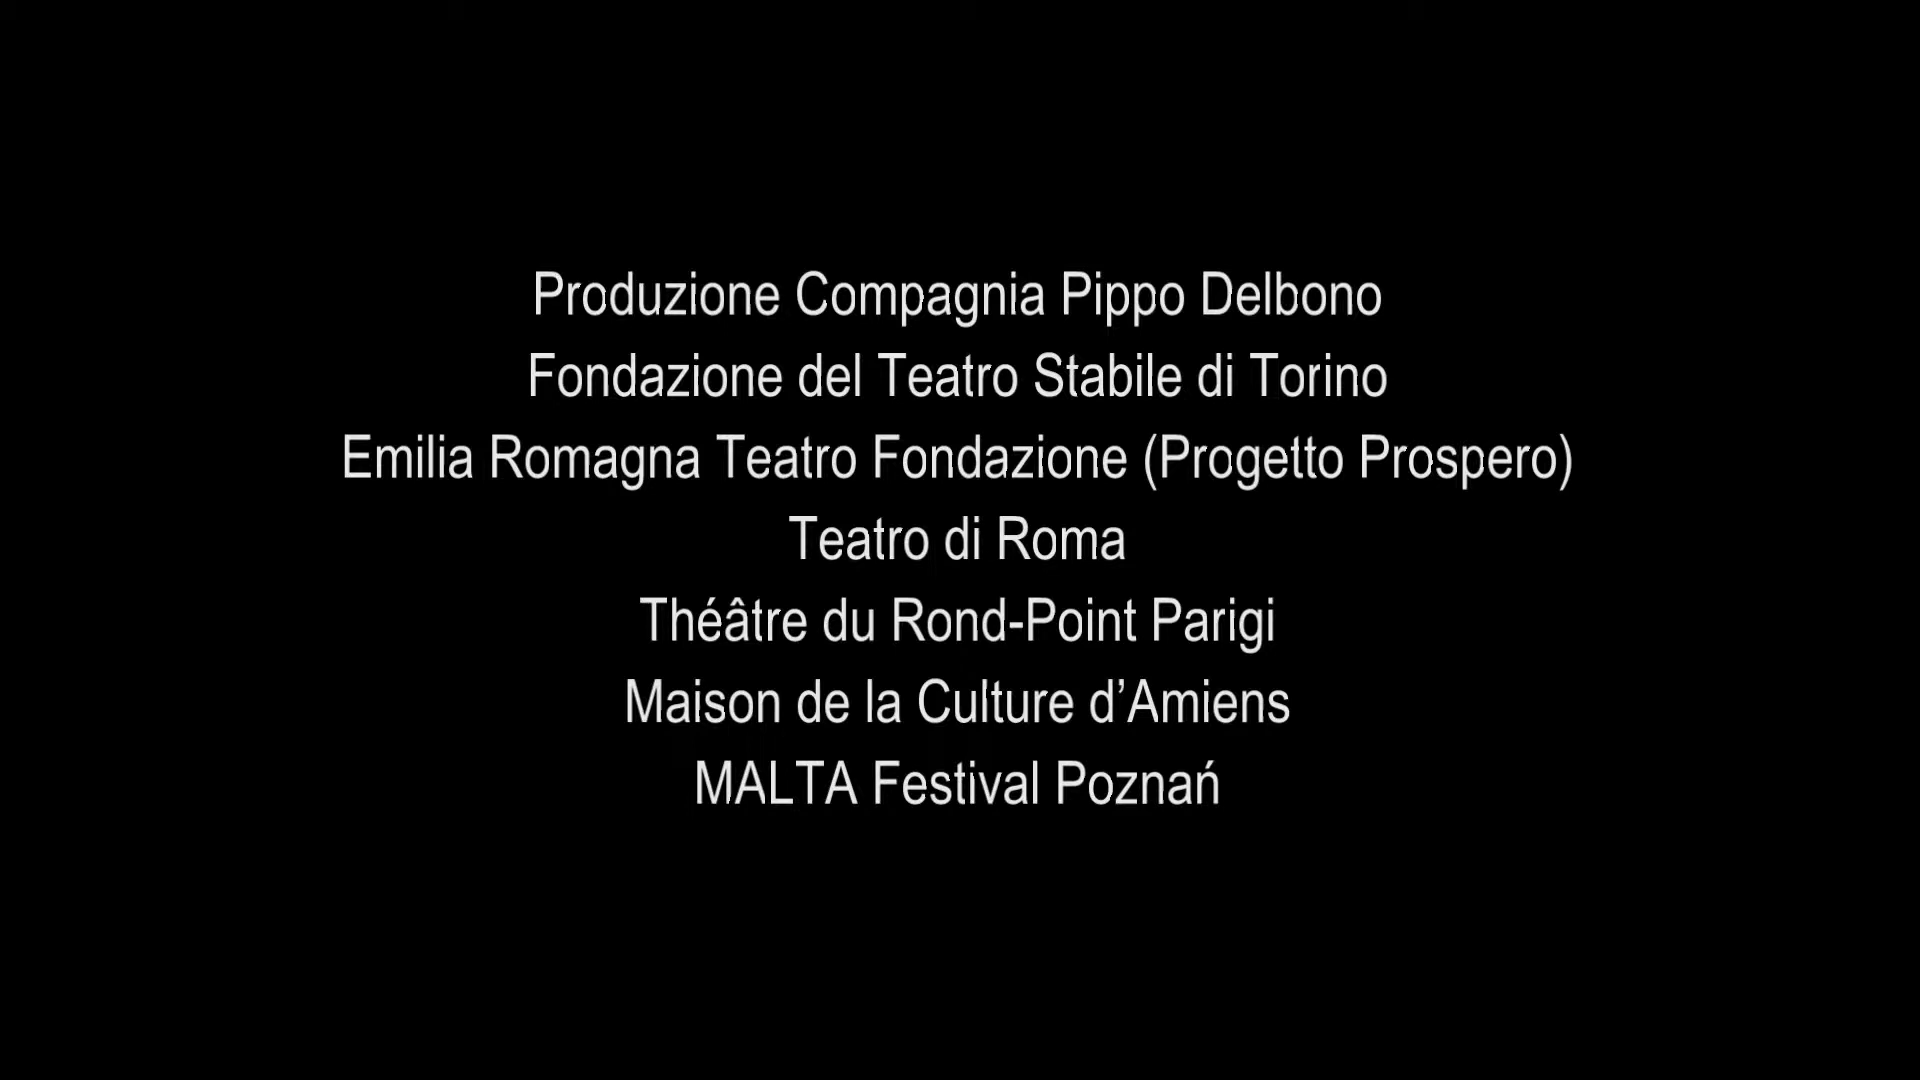 Produzione Compagnia Pippo Delbono
Fondazione del Teatro Stabile di Torino
Emilia Romagna Teatro Fondazione (Progetto Prospero)
Teatro di Roma
Théâtre du Rond-Point Parigi
Maison de la Culture d’Amiens
MALTA Festival Poznań